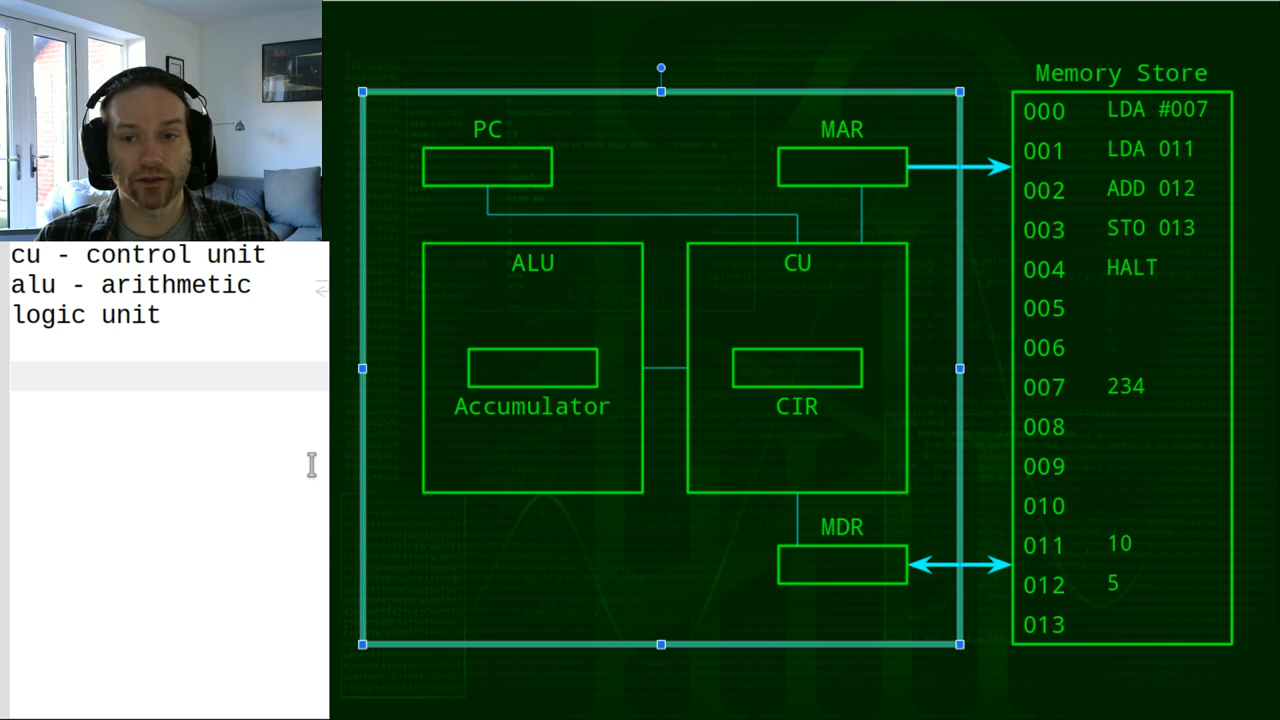 cu - control unit
alu - arithmetic
logic unit
PC
MAR
ALU
CU
Accumulator
CIR
MDR
Memory Store
000 LDA #007
001 LDA 011
002 ADD 012
003 STO 013
004 HALT
005
006
007 234
008
009
010
011 10
012 5
013